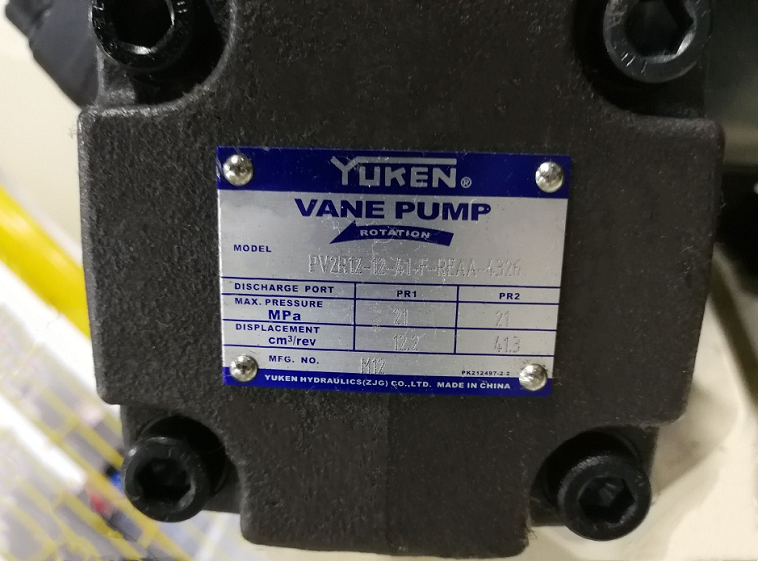 YUKEN®
VANE PUMP
ROTATION
MODEL PV2R12-12-41-F-REAA-4326
DISCHARGE PORT PR1 PR2
MAX. PRESSURE MPa 21 21
DISPLACEMENT cm³/rev 12.2 41.3
MFG. NO. M12
PK212497-2.2
YUKEN HYDRAULICS(ZJG) CO.,LTD. MADE IN CHINA